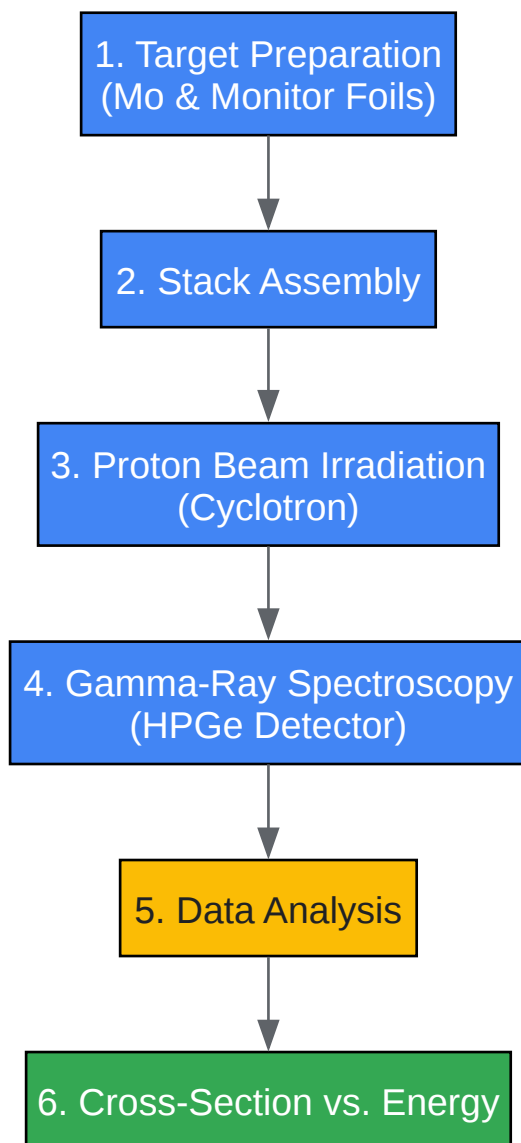 1. Target Preparation
(Mo & Monitor Foils)
2. Stack Assembly
3. Proton Beam Irradiation
(Cyclotron)
4. Gamma-Ray Spectroscopy
(HPGe Detector)
5. Data Analysis
6. Cross-Section vs. Energy